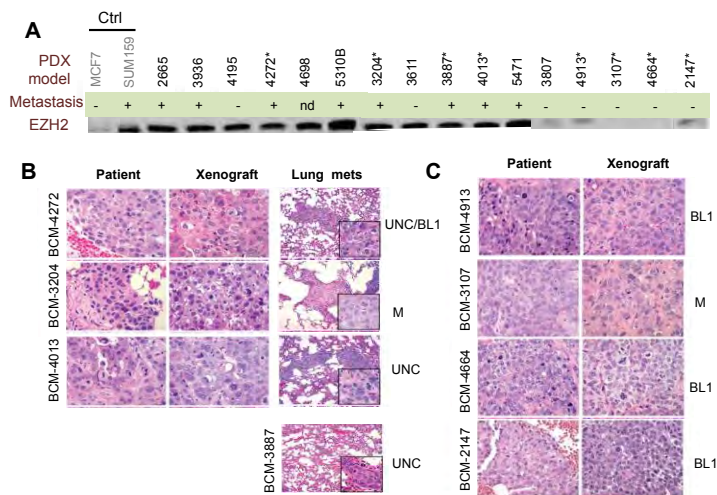 A
Ctrl
PDX
model
MCF7
SUM159
2665
3936
4195
4272*
4698
5310B
3204*
3611
3887*
4013*
5471
3807
4913*
3107*
4664*
2147*
Metastasis - + + + - + nd + + - + + + - - - - -
EZH2
B
Patient Xenograft Lung mets
BCM-4272
UNC/BL1
BCM-3204
M
BCM-4013
UNC
BCM-3887
UNC
C
Patient Xenograft
BCM-4913
BL1
BCM-3107
M
BCM-4664
BL1
BCM-2147
BL1